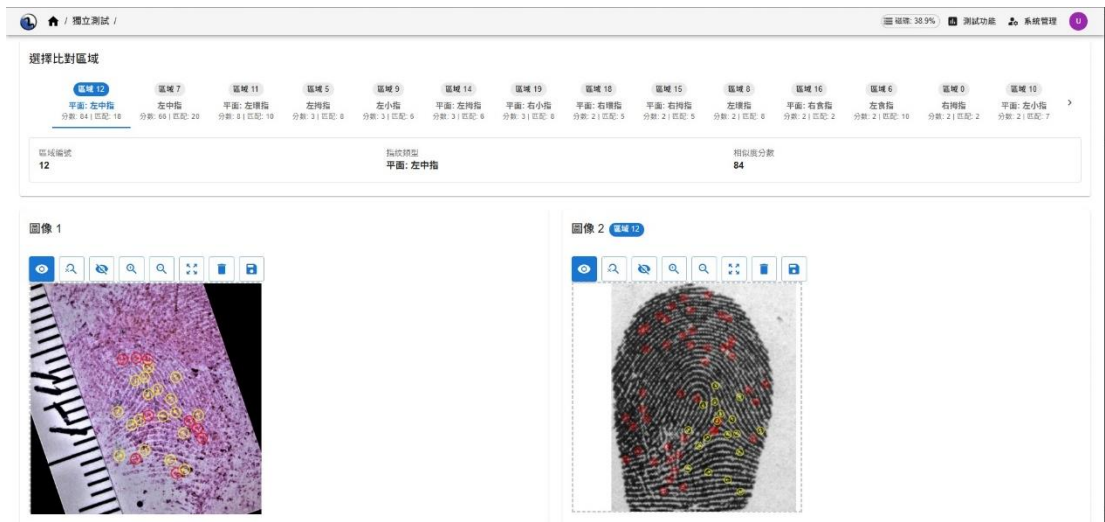 / 獨立測試 /
磁碟: 38.9%
測試功能
系統管理
U
選擇比對區域
區域 12
平面: 左中指
分數: 84 | 匹配: 18
區域 7
左中指
分數: 66 | 匹配: 20
區域 11
平面: 左環指
分數: 8 | 匹配: 10
區域 5
左拇指
分數: 3 | 匹配: 8
區域 9
左小指
分數: 3 | 匹配: 6
區域 14
平面: 左拇指
分數: 3 | 匹配: 6
區域 19
平面: 右小指
分數: 3 | 匹配: 8
區域 18
平面: 右環指
分數: 2 | 匹配: 5
區域 15
平面: 右拇指
分數: 2 | 匹配: 5
區域 8
左環指
分數: 2 | 匹配: 8
區域 16
平面: 右食指
分數: 2 | 匹配: 2
區域 6
左食指
分數: 2 | 匹配: 10
區域 0
右拇指
分數: 2 | 匹配: 2
區域 10
平面: 左小指
分數: 2 | 匹配: 7
區域編號
12
指紋類型
平面: 左中指
相似度分數
84
圖像 1
圖像 2
區域 12